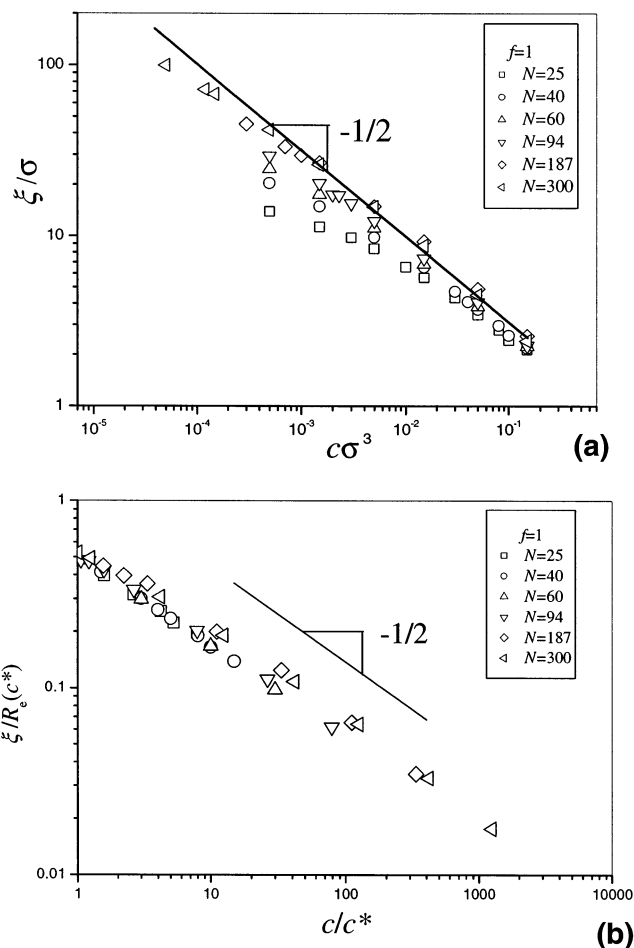 f=1
N=25
N=40
N=60
N=94
N=187
N=300
100
10
1
ξ/σ
-1/2
10⁻⁵ 10⁻⁴ 10⁻³ 10⁻² 10⁻¹
cσ³
(a)
1
0.1
0.01
ξ/Rₑ(c*)
f=1
N=25
N=40
N=60
N=94
N=187
N=300
-1/2
1 10 100 1000 10000
c/c*
(b)